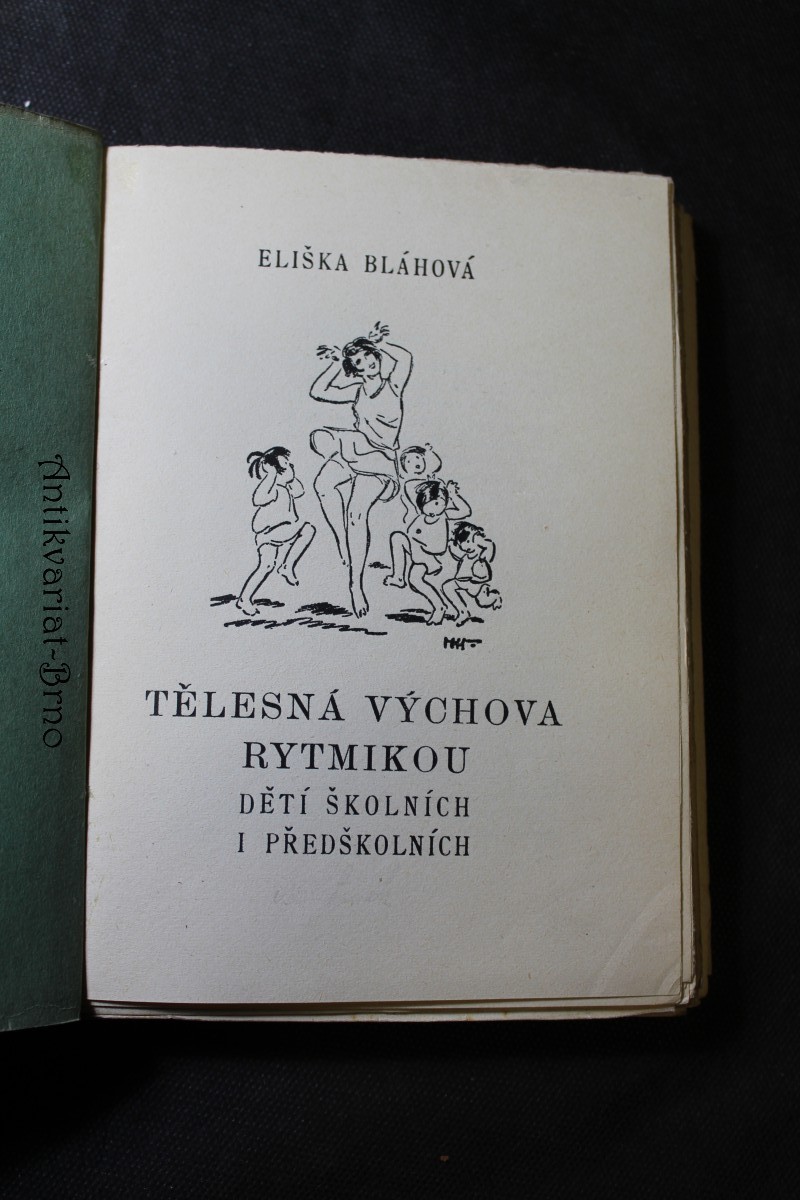 ELIŠKA BLÁHOVÁ
TĚLESNÁ VÝCHOVA
RYTMIKOU
DĚTÍ ŠKOLNÍCH
I PŘEDŠKOLNÍCH
Antikvariat-Brno